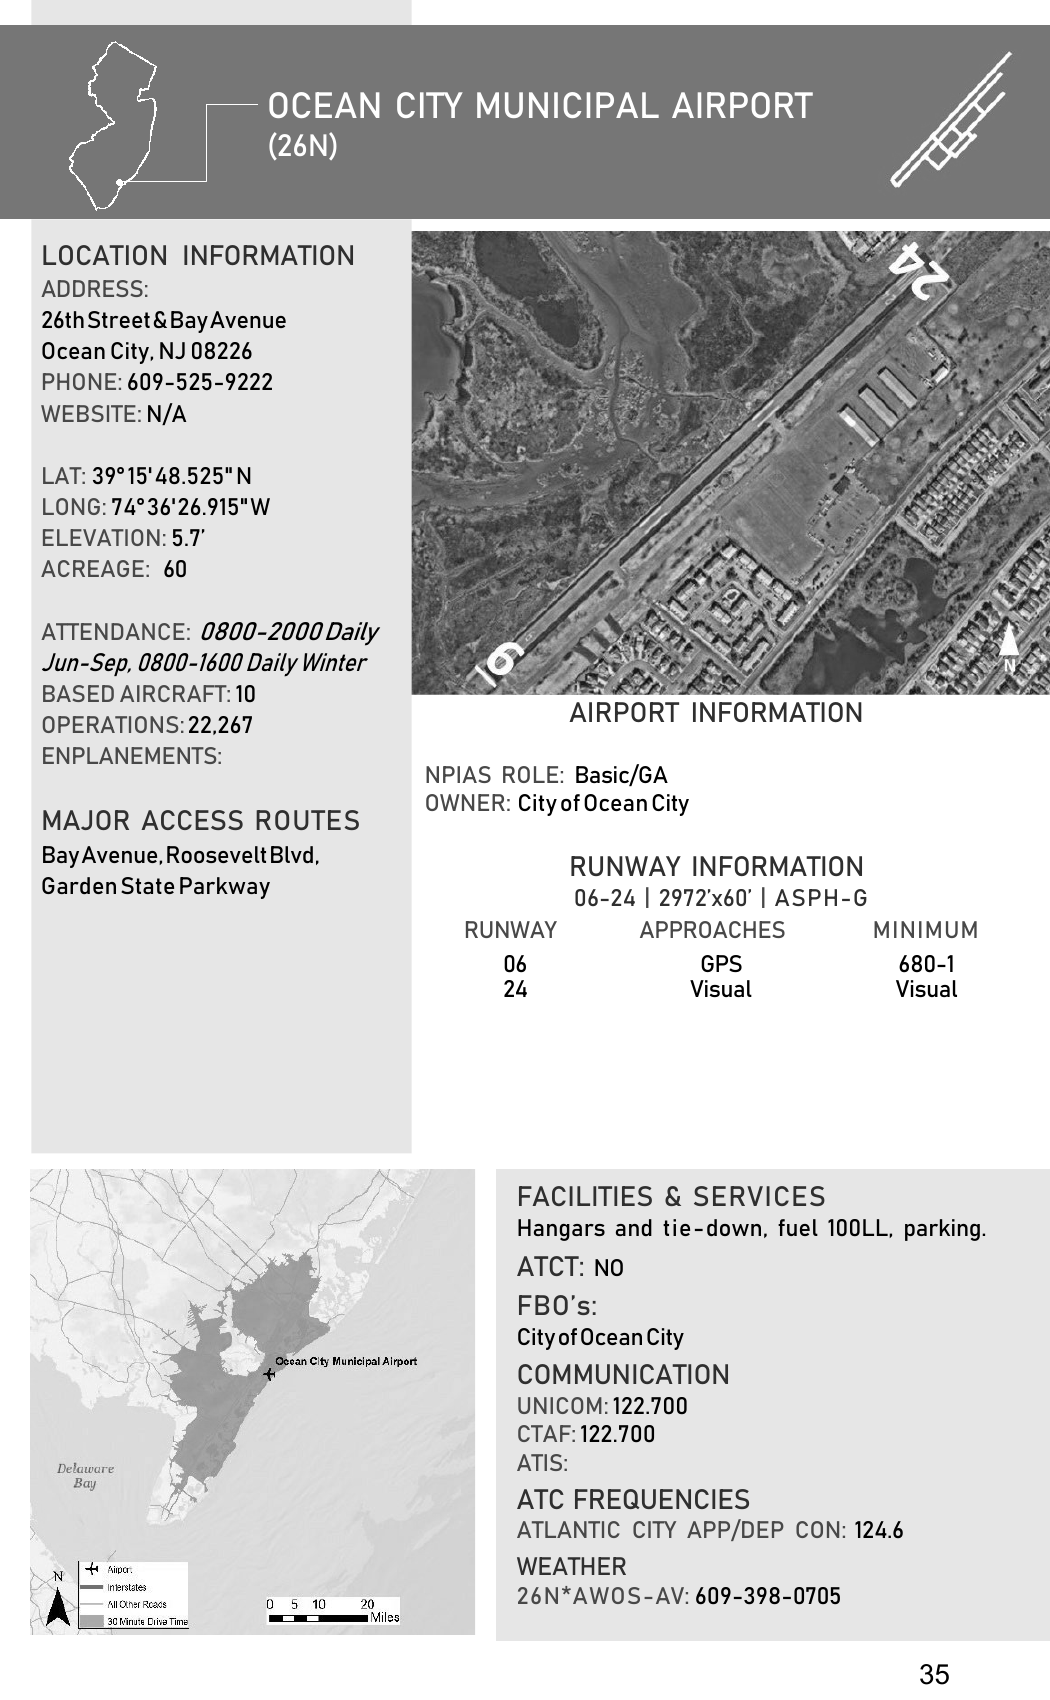 OCEAN CITY MUNICIPAL AIRPORT
(26N)
LOCATION INFORMATION
ADDRESS:
26th Street & Bay Avenue
Ocean City, NJ 08226
PHONE: 609-525-9222
WEBSITE: N/A
LAT: 39°15'48.525" N
LONG: 74°36'26.915" W
ELEVATION: 5.7’
ACREAGE: 60
ATTENDANCE: 0800-2000 Daily
Jun-Sep, 0800-1600 Daily Winter
BASED AIRCRAFT: 10
OPERATIONS: 22,267
ENPLANEMENTS:
MAJOR ACCESS ROUTES
Bay Avenue, Roosevelt Blvd,
Garden State Parkway
24
6
N
AIRPORT INFORMATION
NPIAS ROLE: Basic/GA
OWNER: City of Ocean City
RUNWAY INFORMATION
06-24 | 2972’x60’ | ASPH-G
RUNWAY APPROACHES MINIMUM
06 GPS 680-1
24 Visual Visual
Ocean City Municipal Airport
Delaware
Bay
N
Airport
Interstates
All Other Roads
30 Minute Drive Time
0 5 10 20
Miles
FACILITIES & SERVICES
Hangars and tie-down, fuel 100LL, parking.
ATCT: NO
FBO’s:
City of Ocean City
COMMUNICATION
UNICOM: 122.700
CTAF: 122.700
ATIS:
ATC FREQUENCIES
ATLANTIC CITY APP/DEP CON: 124.6
WEATHER
26N*AWOS-AV: 609-398-0705
35